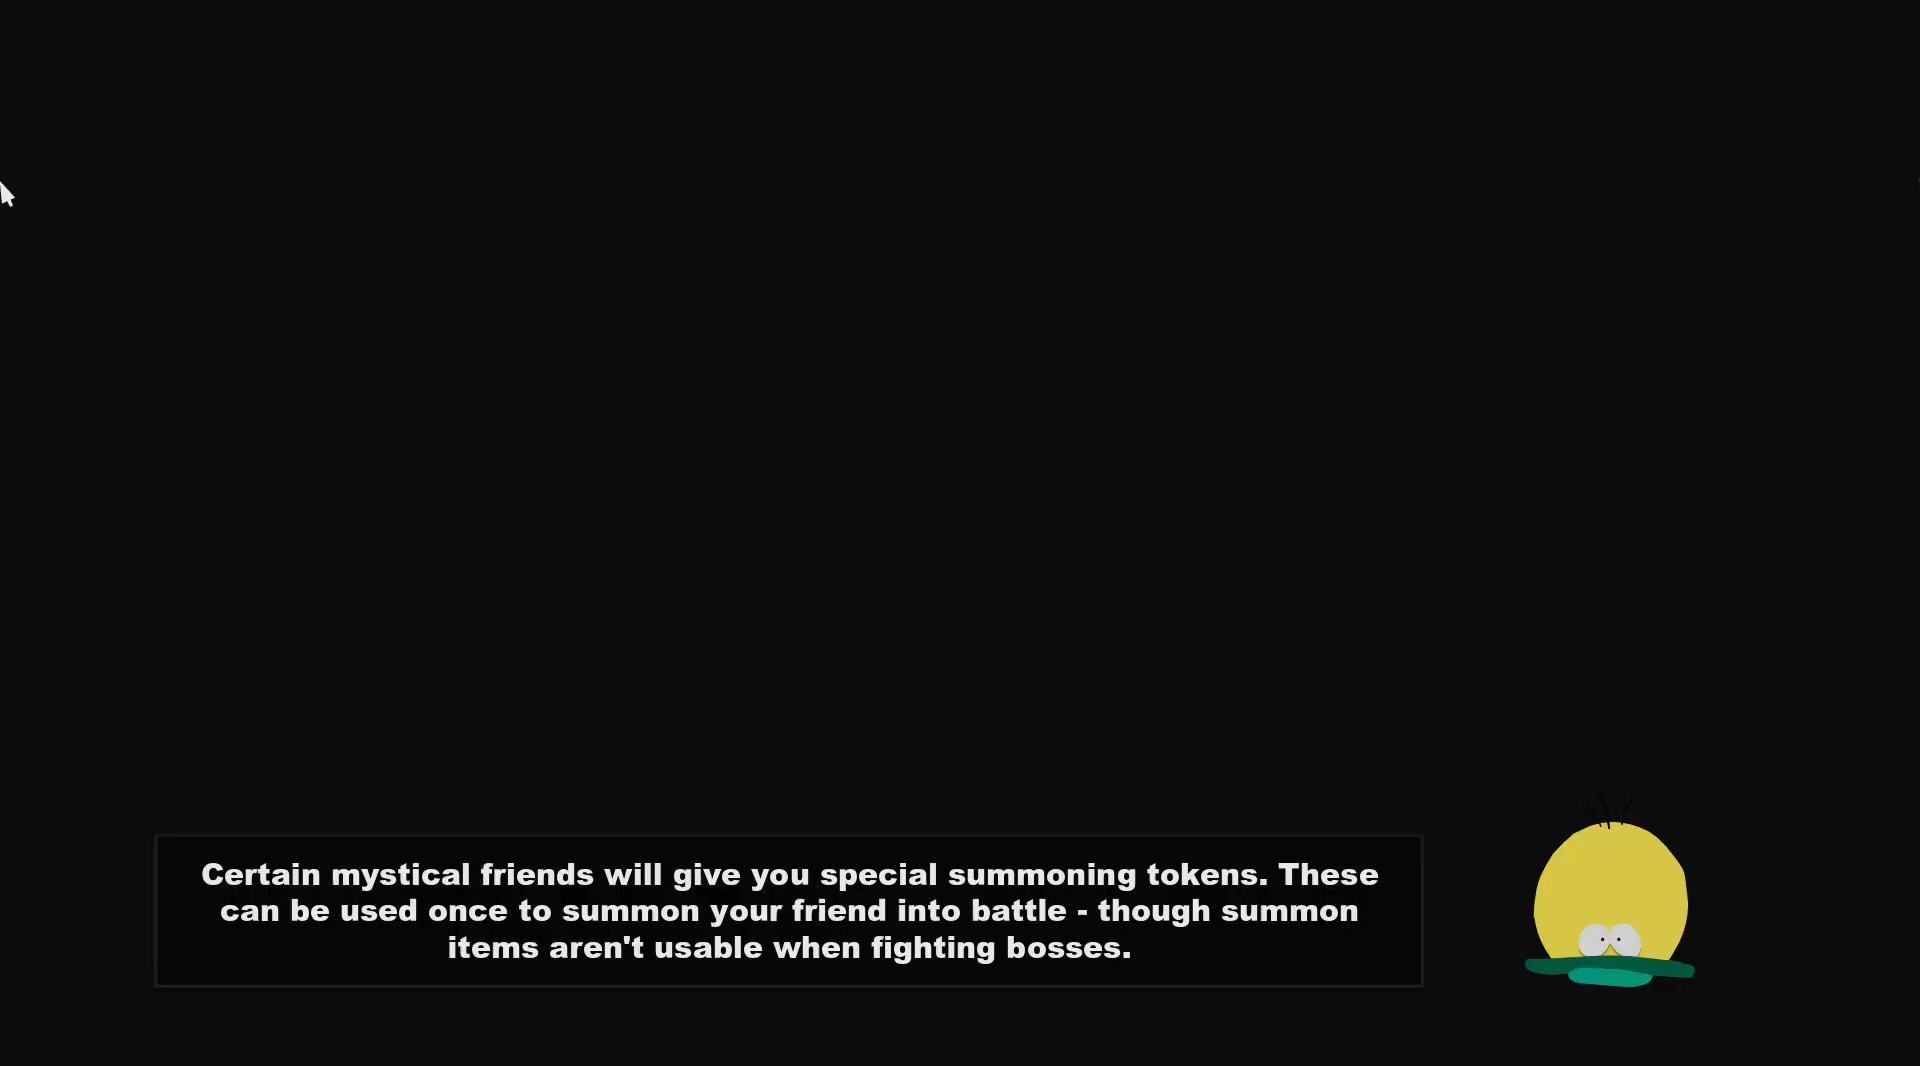 Certain mystical friends will give you special summoning tokens. These
can be used once to summon your friend into battle - though summon
items aren't usable when fighting bosses.